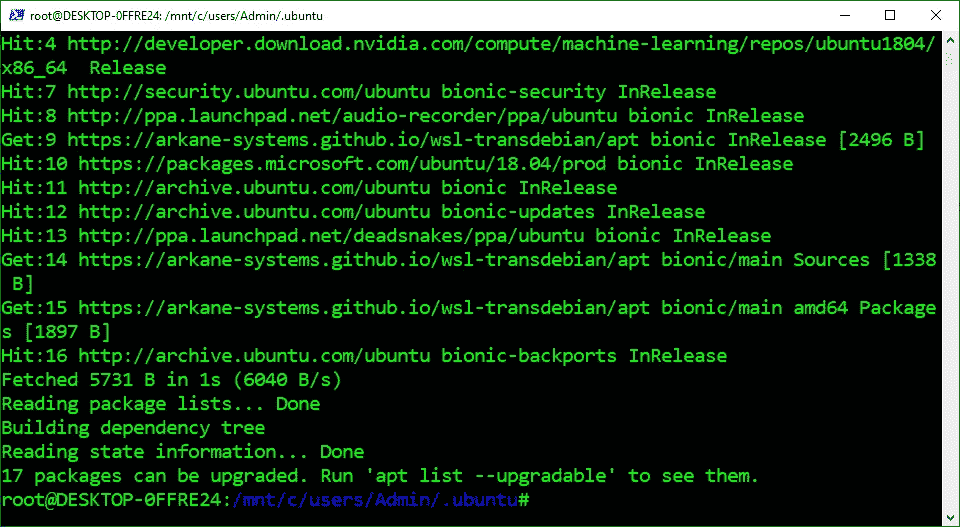 root@DESKTOP-0FFRE24: /mnt/c/users/Admin/.ubuntu
Hit:4 http://developer.download.nvidia.com/compute/machine-learning/repos/ubuntu1804/
x86_64  Release
Hit:7 http://security.ubuntu.com/ubuntu bionic-security InRelease
Hit:8 http://ppa.launchpad.net/audio-recorder/ppa/ubuntu bionic InRelease
Get:9 https://arkane-systems.github.io/wsl-transdebian/apt bionic InRelease [2496 B]
Hit:10 https://packages.microsoft.com/ubuntu/18.04/prod bionic InRelease
Hit:11 http://archive.ubuntu.com/ubuntu bionic InRelease
Hit:12 http://archive.ubuntu.com/ubuntu bionic-updates InRelease
Hit:13 http://ppa.launchpad.net/deadsnakes/ppa/ubuntu bionic InRelease
Get:14 https://arkane-systems.github.io/wsl-transdebian/apt bionic/main Sources [1338
 B]
Get:15 https://arkane-systems.github.io/wsl-transdebian/apt bionic/main amd64 Package
s [1897 B]
Hit:16 http://archive.ubuntu.com/ubuntu bionic-backports InRelease
Fetched 5731 B in 1s (6040 B/s)
Reading package lists... Done
Building dependency tree
Reading state information... Done
17 packages can be upgraded. Run 'apt list --upgradable' to see them.
root@DESKTOP-0FFRE24:/mnt/c/users/Admin/.ubuntu#